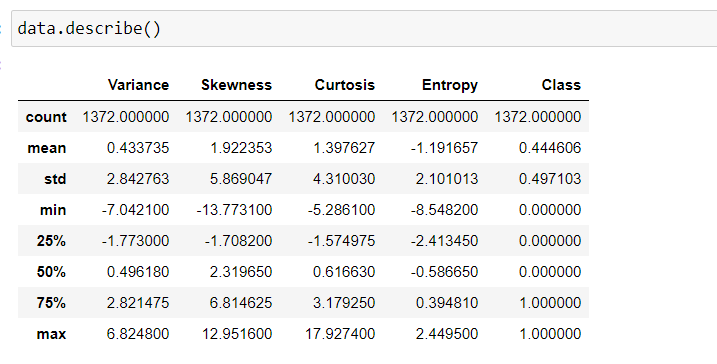 data.describe()
Variance Skewness Curtosis Entropy Class
count 1372.000000 1372.000000 1372.000000 1372.000000 1372.000000
mean 0.433735 1.922353 1.397627 -1.191657 0.444606
std 2.842763 5.869047 4.310030 2.101013 0.497103
min -7.042100 -13.773100 -5.286100 -8.548200 0.000000
25% -1.773000 -1.708200 -1.574975 -2.413450 0.000000
50% 0.496180 2.319650 0.616630 -0.586650 0.000000
75% 2.821475 6.814625 3.179250 0.394810 1.000000
max 6.824800 12.951600 17.927400 2.449500 1.000000